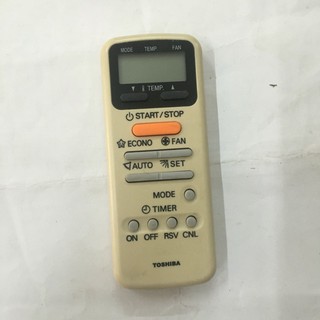 MODE TEMP FAN
TEMP.
START/STOP
ECONO FAN
AUTO SET
MODE
TIMER
ON OFF RSV CNL
TOSHIBA